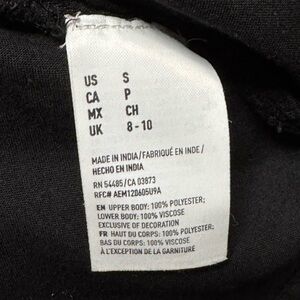 US S
CA P
MX CH
UK 8 - 10
MADE IN INDIA/FABRIQUÉ EN INDE/
HECHO EN INDIA
RN 54485/CA 03873
RFC# AEM120605U9A
EN UPPER BODY: 100% POLYESTER;
LOWER BODY: 100% VISCOSE
EXCLUSIVE OF DECORATION
FR HAUT DU CORPS: 100% POLYESTER;
BAS DU CORPS: 100% VISCOSE
À L'EXCEPTION DE LA GARNITURE